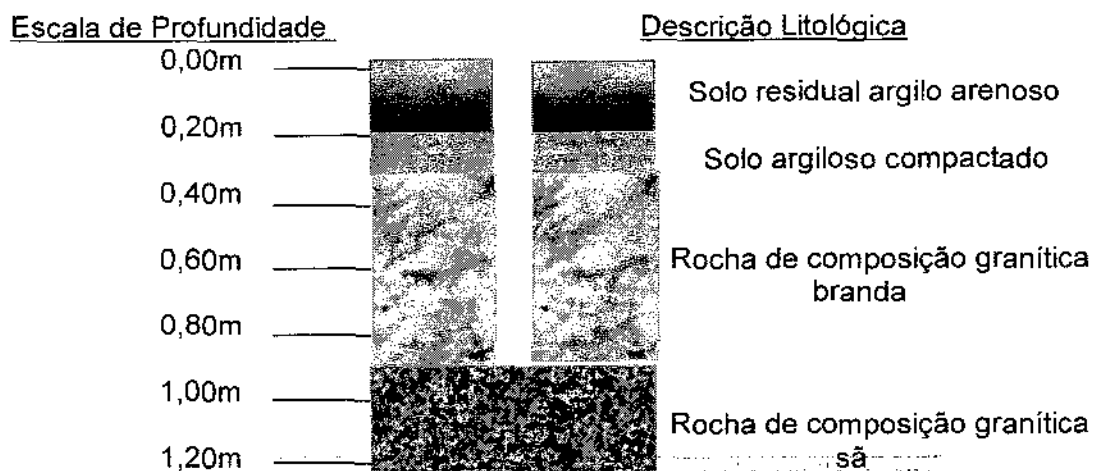 Escala de Profundidade
Descrição Litológica
0,00m
Solo residual argilo arenoso
0,20m
Solo argiloso compactado
0,40m
0,60m
Rocha de composição granítica
branda
0,80m
1,00m
Rocha de composição granítica
sã
1,20m